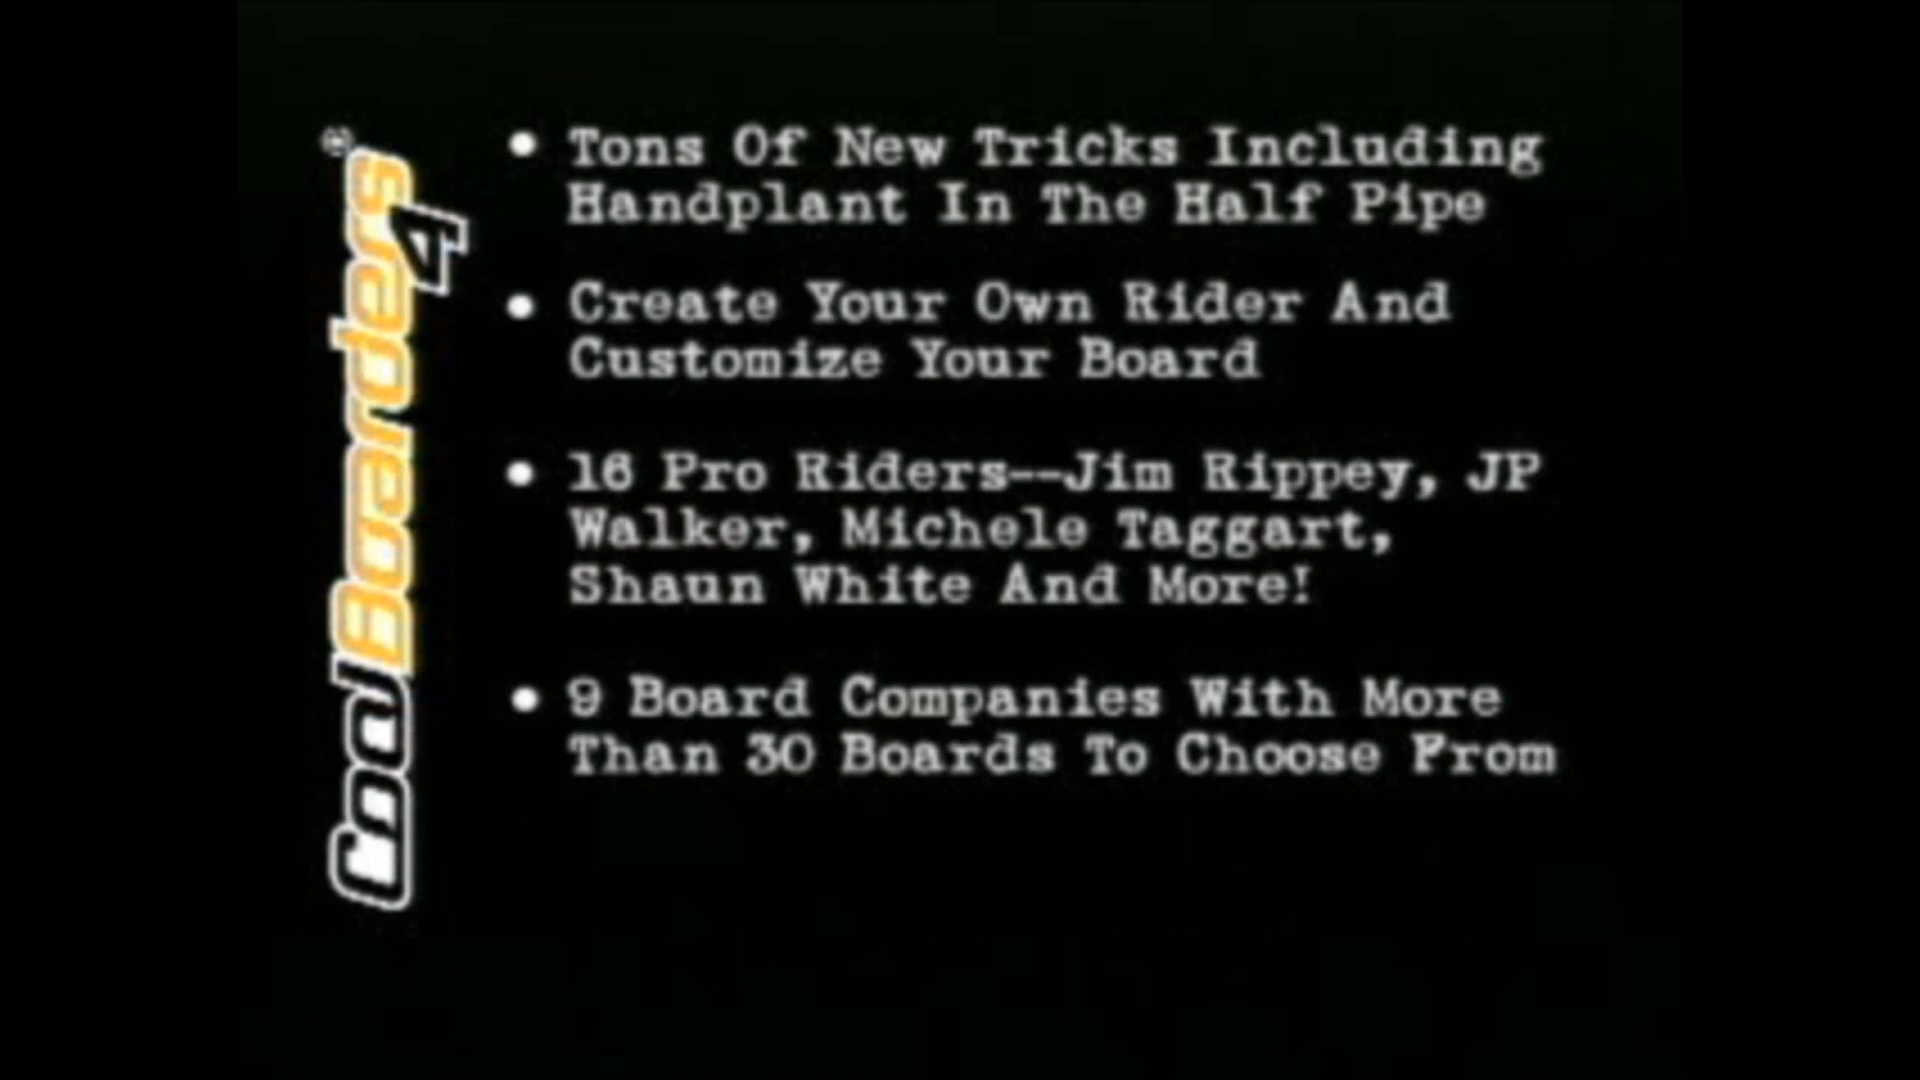 CoolBoarders 4®
• Tons Of New Tricks Including
Handplant In The Half Pipe
• Create Your Own Rider And
Customize Your Board
• 16 Pro Riders--Jim Rippey, JP
Walker, Michele Taggart,
Shaun White And More!
• 9 Board Companies With More
Than 30 Boards To Choose From